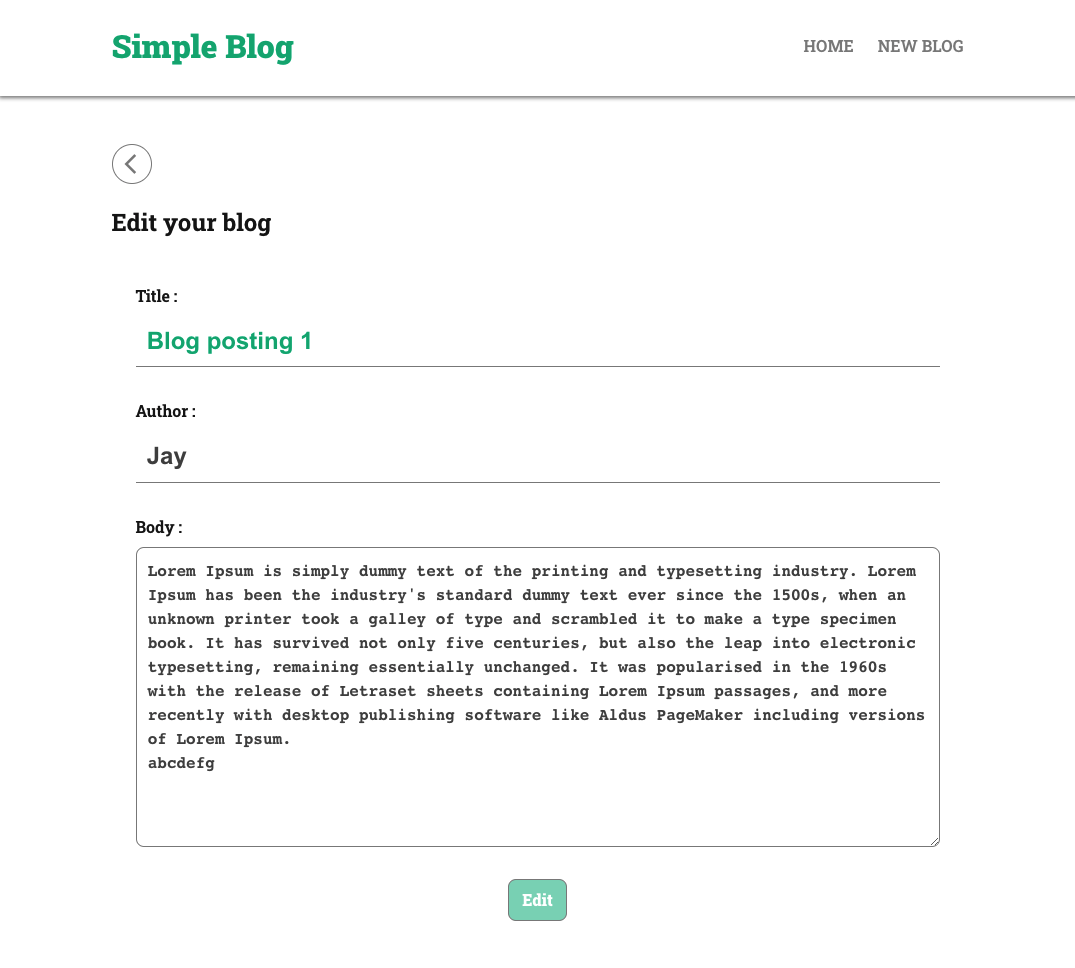 Simple Blog
HOME NEW BLOG
Edit your blog
Title :
Blog posting 1
Author :
Jay
Body :
Lorem Ipsum is simply dummy text of the printing and typesetting industry. Lorem
Ipsum has been the industry's standard dummy text ever since the 1500s, when an
unknown printer took a galley of type and scrambled it to make a type specimen
book. It has survived not only five centuries, but also the leap into electronic
typesetting, remaining essentially unchanged. It was popularised in the 1960s
with the release of Letraset sheets containing Lorem Ipsum passages, and more
recently with desktop publishing software like Aldus PageMaker including versions
of Lorem Ipsum.
abcdefg
Edit